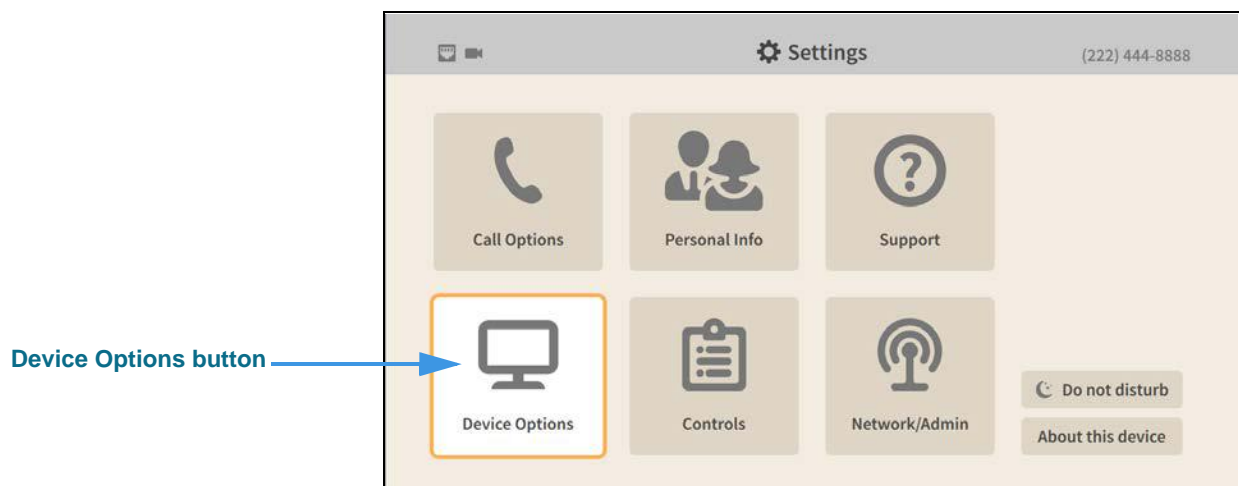 Settings
(222) 444-8888
Call Options
Personal Info
Support
Device Options button
Device Options
Controls
Network/Admin
Do not disturb
About this device